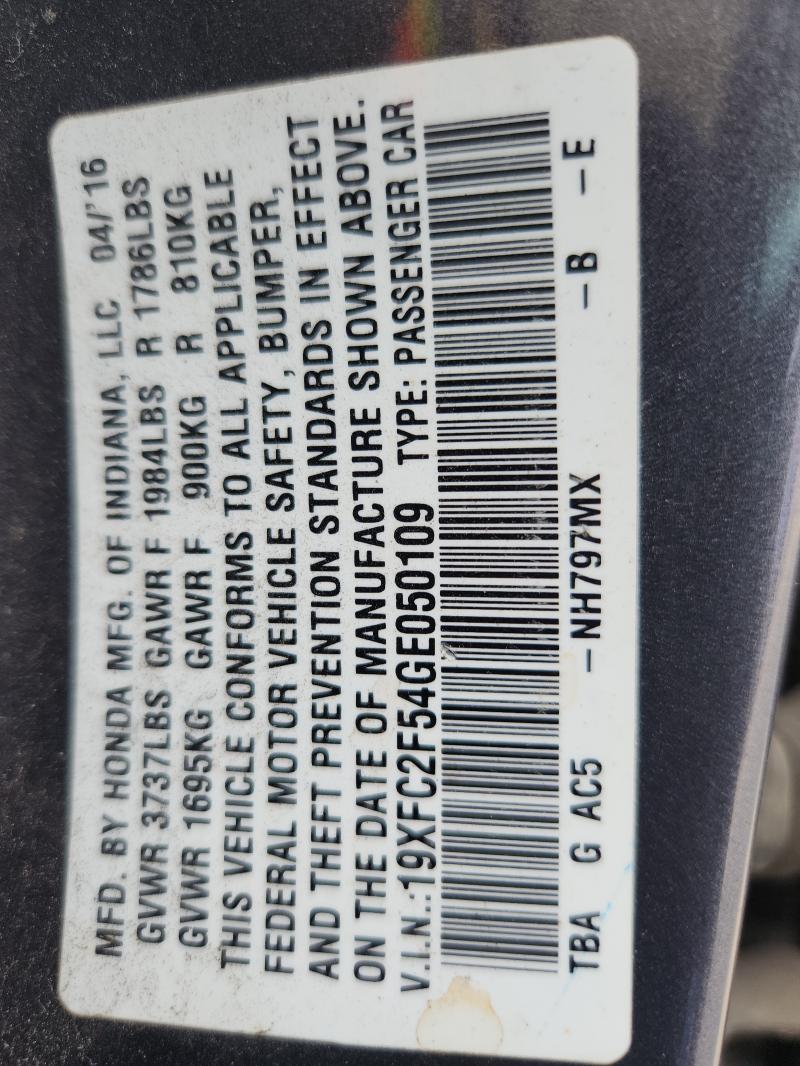 MFD. BY HONDA MFG. OF INDIANA, LLC 04/'16
GVWR 3737LBS GAWR F 1984LBS R 1786LBS
GVWR 1695KG GAWR F 900KG R 810KG
THIS VEHICLE CONFORMS TO ALL APPLICABLE
FEDERAL MOTOR VEHICLE SAFETY, BUMPER,
AND THEFT PREVENTION STANDARDS IN EFFECT
ON THE DATE OF MANUFACTURE SHOWN ABOVE.
V.I.N.:19XFC2F54GE050109 TYPE: PASSENGER CAR
TBA G AC5 -NH797MX -B -E